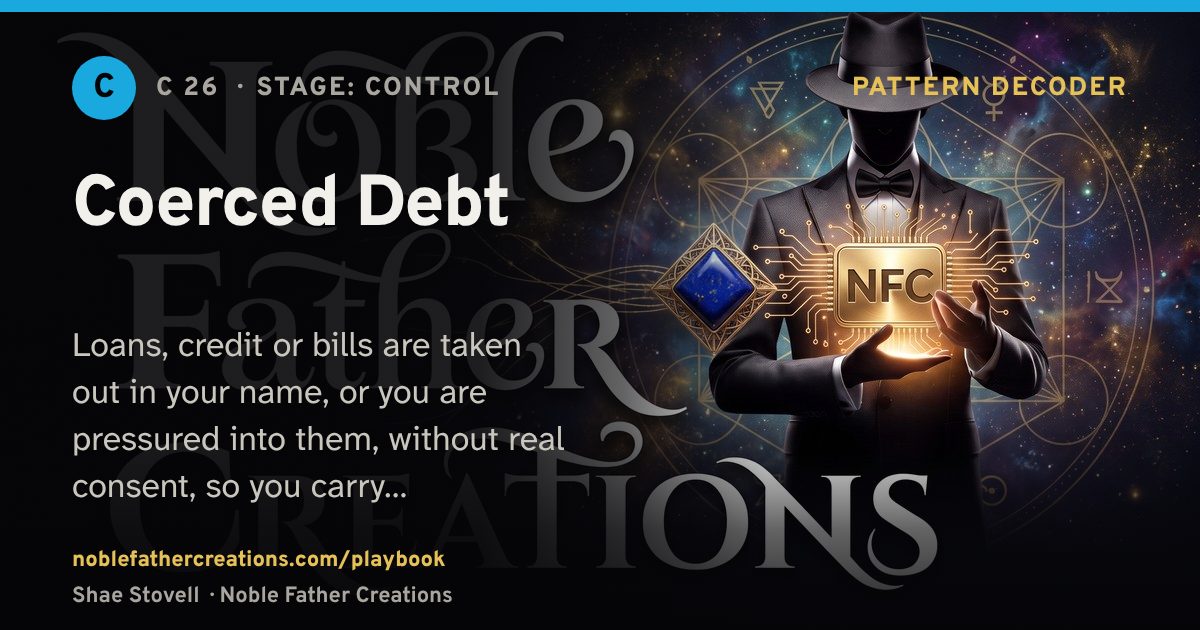 C
C 26 · STAGE: CONTROL
PATTERN DECODER
Noble
Coerced Debt
Father
NFC
Loans, credit or bills are taken
out in your name, or you are
pressured into them, without real
consent, so you carry...
Creations
noblefathercreations.com/playbook
Shae Stovell · Noble Father Creations